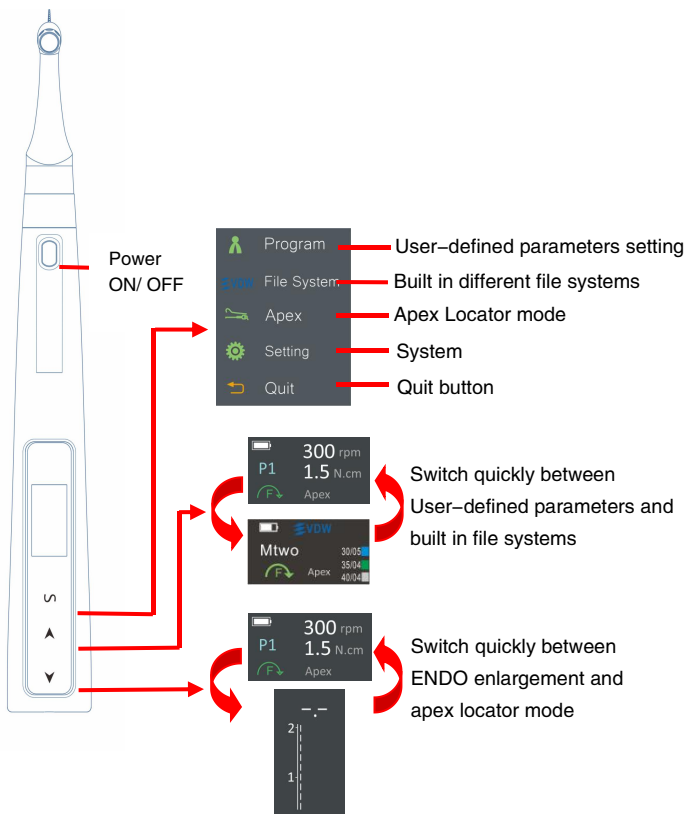 Power
ON/ OFF
Program
User–defined parameters setting
VDW
File System
Built in different file systems
Apex
Apex Locator mode
Setting
System
Quit
Quit button
300 rpm
P1
1.5 N.cm
F
Apex
VDW
Mtwo
30/05
35/04
40/04
F
Apex
Switch quickly between
User–defined parameters and
built in file systems
S
300 rpm
P1
1.5 N.cm
F
Apex
Switch quickly between
ENDO enlargement and
apex locator mode
–.–
2
1